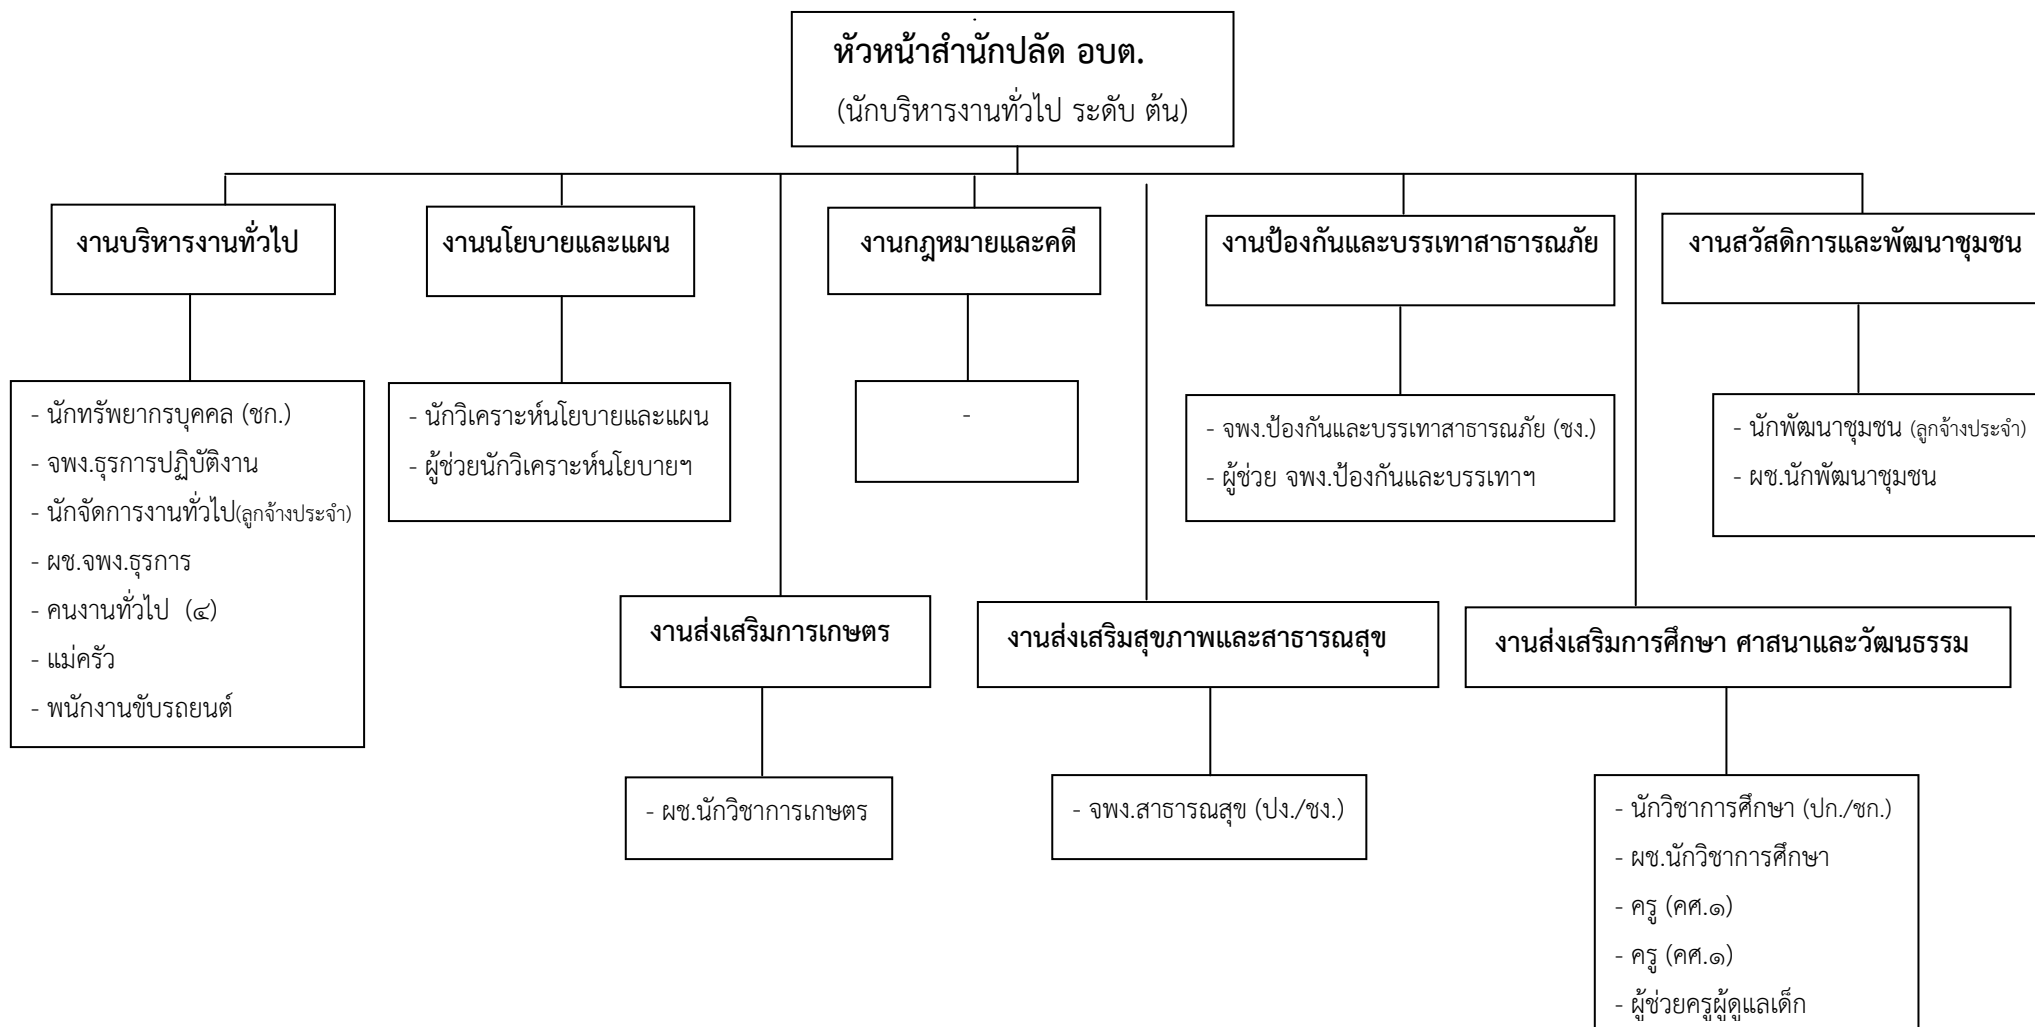 หัวหน้าสำนักปลัด อบต.
(นักบริหารงานทั่วไป ระดับ ต้น)
งานบริหารงานทั่วไป
งานนโยบายและแผน
งานกฎหมายและคดี
งานป้องกันและบรรเทาสาธารณภัย
งานสวัสดิการและพัฒนาชุมชน
- นักทรัพยากรบุคคล (ชก.)
- จพง.ธุรการปฏิบัติงาน
- นักจัดการงานทั่วไป(ลูกจ้างประจำ)
- ผช.จพง.ธุรการ
- คนงานทั่วไป (๔)
- แม่ครัว
- พนักงานขับรถยนต์
- นักวิเคราะห์นโยบายและแผน
- ผู้ช่วยนักวิเคราะห์นโยบายฯ
-
- จพง.ป้องกันและบรรเทาสาธารณภัย (ชง.)
- ผู้ช่วย จพง.ป้องกันและบรรเทาฯ
- นักพัฒนาชุมชน (ลูกจ้างประจำ)
- ผช.นักพัฒนาชุมชน
งานส่งเสริมการเกษตร
งานส่งเสริมสุขภาพและสาธารณสุข
งานส่งเสริมการศึกษา ศาสนาและวัฒนธรรม
- ผช.นักวิชาการเกษตร
- จพง.สาธารณสุข (ปง./ชง.)
- นักวิชาการศึกษา (ปก./ชก.)
- ผช.นักวิชาการศึกษา
- ครู (คศ.๑)
- ครู (คศ.๑)
- ผู้ช่วยครูผู้ดูแลเด็ก